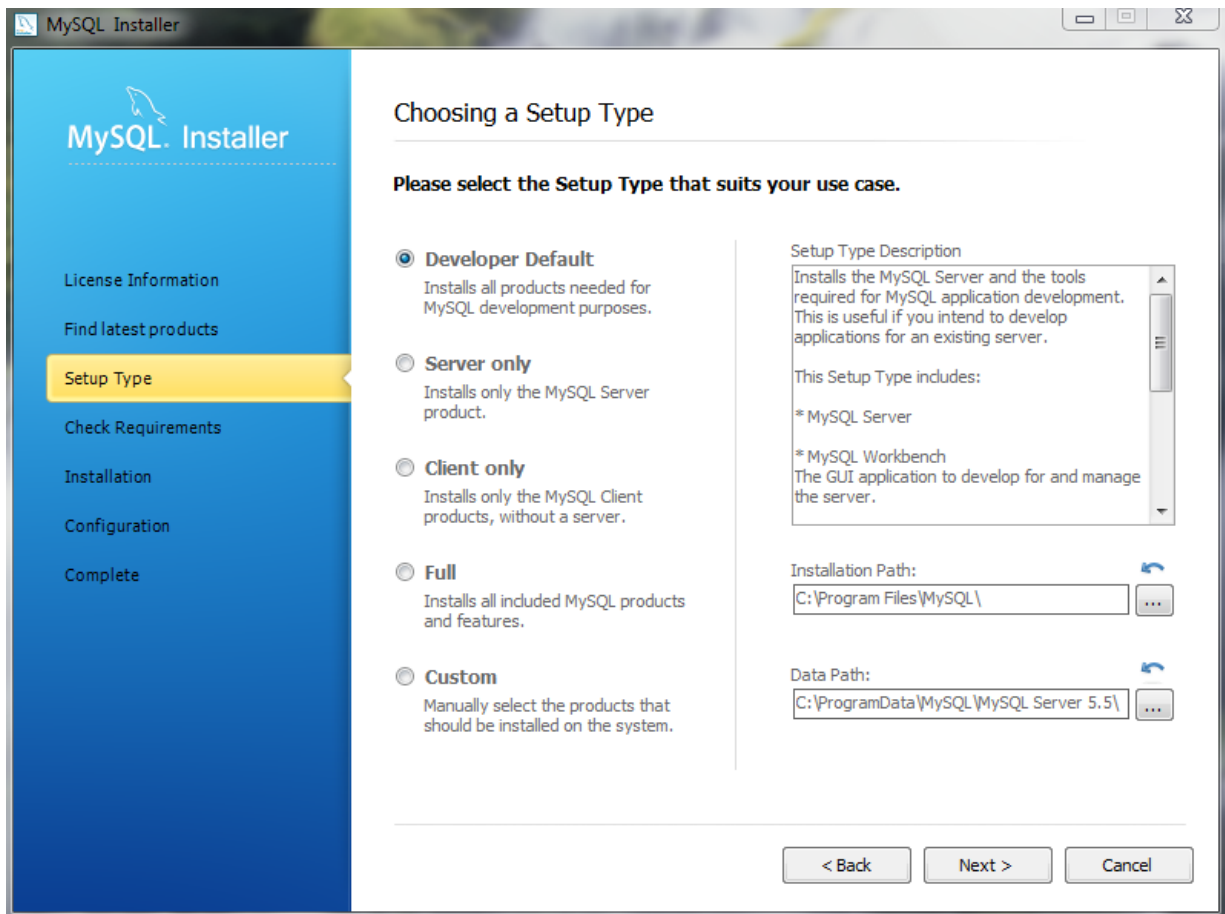 MySQL Installer
MySQL. Installer
License Information
Find latest products
Setup Type
Check Requirements
Installation
Configuration
Complete
Choosing a Setup Type
Please select the Setup Type that suits your use case.
Developer Default
Installs all products needed for
MySQL development purposes.
Server only
Installs only the MySQL Server
product.
Client only
Installs only the MySQL Client
products, without a server.
Full
Installs all included MySQL products
and features.
Custom
Manually select the products that
should be installed on the system.
Setup Type Description
Installs the MySQL Server and the tools
required for MySQL application development.
This is useful if you intend to develop
applications for an existing server.
This Setup Type includes:
* MySQL Server
* MySQL Workbench
The GUI application to develop for and manage
the server.
Installation Path:
C:\Program Files\MySQL\
...
Data Path:
C:\ProgramData\MySQL\MySQL Server 5.5\
...
< Back
Next >
Cancel